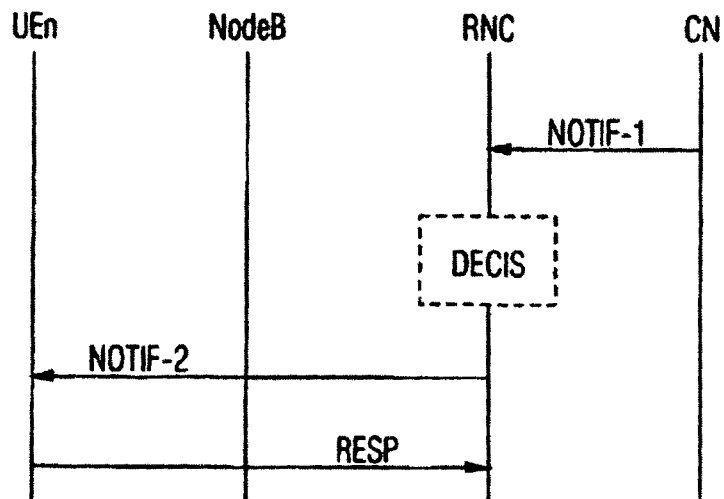 UEn NodeB RNC CN
NOTIF-1
DECIS
NOTIF-2
RESP